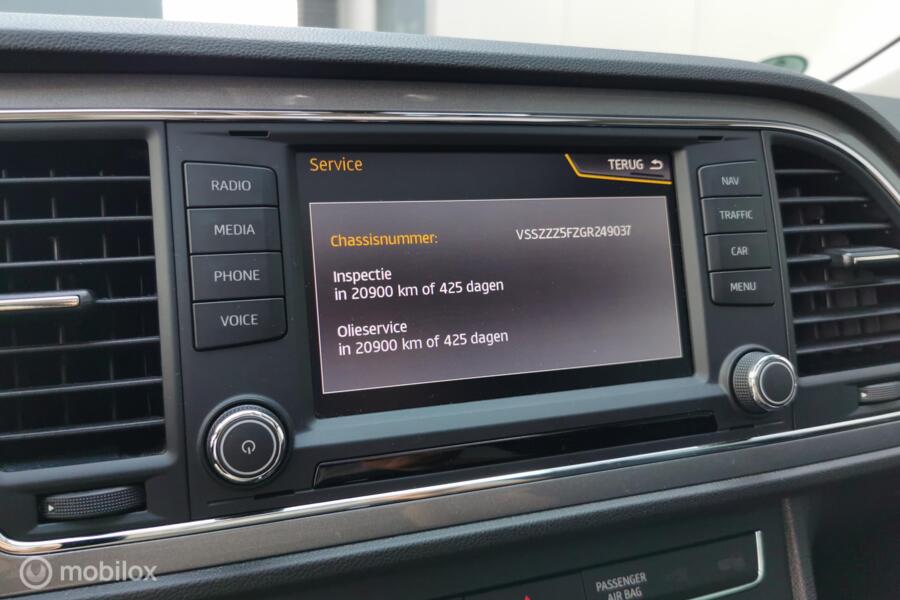 Service
TERUG
RADIO
MEDIA
PHONE
VOICE
NAV
TRAFFIC
CAR
MENU
Chassisnummer: VSSZZZ5FZGR249037
Inspectie
in 20900 km of 425 dagen
Olieservice
in 20900 km of 425 dagen
PASSENGER
AIR BAG
mobilox